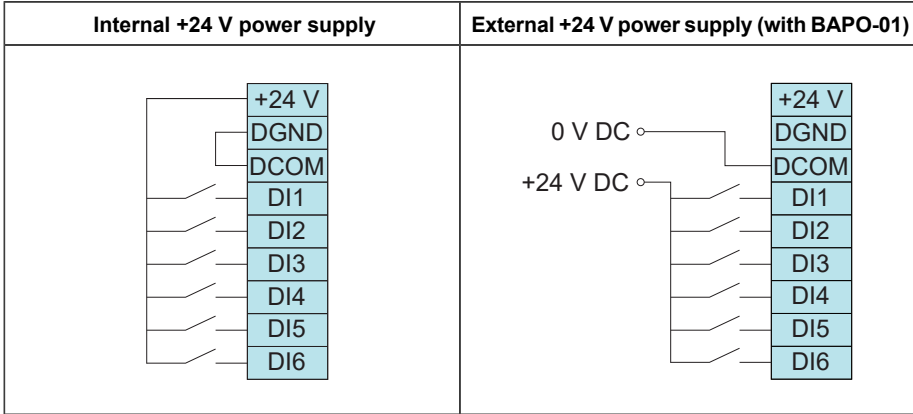 Internal +24 V power supply
External +24 V power supply (with BAPO-01)
+24 V
DGND
DCOM
DI1
DI2
DI3
DI4
DI5
DI6
0 V DC
+24 V DC
+24 V
DGND
DCOM
DI1
DI2
DI3
DI4
DI5
DI6